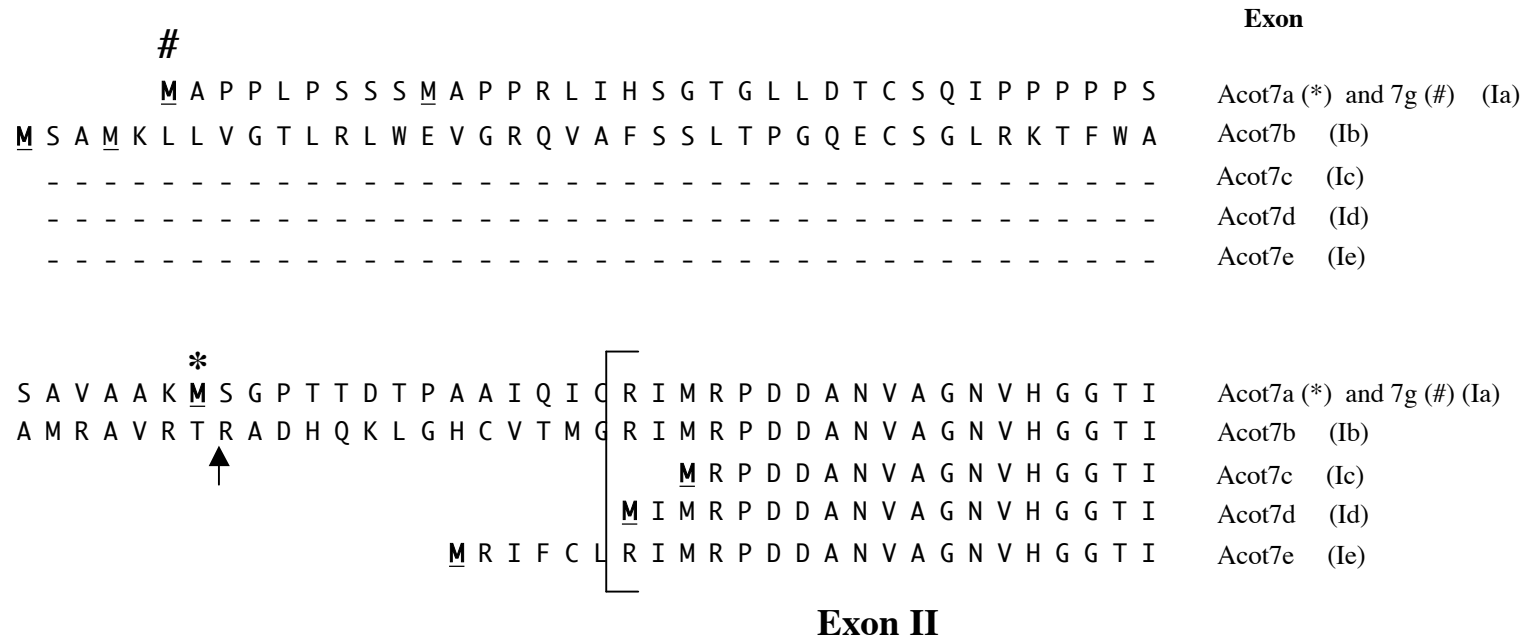 Exon
#
M A P P L P S S S M A P P R L I H S G T G L L D T C S Q I P P P P P S Acot7a (*) and 7g (#) (Ia)
M S A M K L L V G T L R L W E V G R Q V A F S S L T P G Q E C S G L R K T F W A Acot7b (Ib)
- - - - - - - - - - - - - - - - - - - - - - - - - - - - - - - - - - - - - - - Acot7c (Ic)
- - - - - - - - - - - - - - - - - - - - - - - - - - - - - - - - - - - - - - - Acot7d (Id)
- - - - - - - - - - - - - - - - - - - - - - - - - - - - - - - - - - - - - - - Acot7e (Ie)
*
S A V A A K M S G P T T D T P A A I Q I C R I M R P D D A N V A G N V H G G T I Acot7a (*) and 7g (#) (Ia)
A M R A V R T R A D H Q K L G H C V T M G R I M R P D D A N V A G N V H G G T I Acot7b (Ib)
M R P D D A N V A G N V H G G T I Acot7c (Ic)
M I M R P D D A N V A G N V H G G T I Acot7d (Id)
M R I F C L R I M R P D D A N V A G N V H G G T I Acot7e (Ie)
Exon II